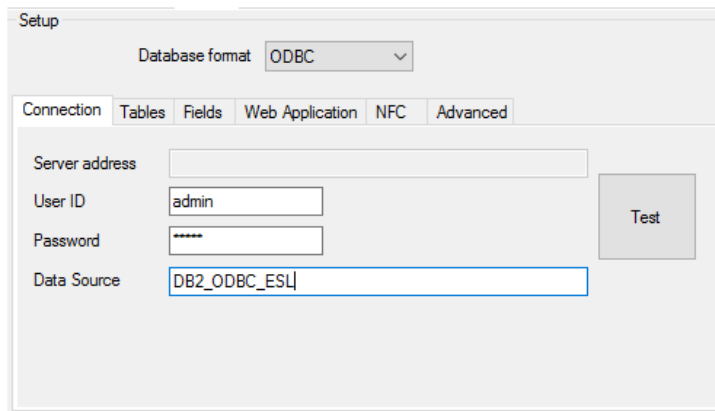 Setup
Database format ODBC
Connection Tables Fields Web Application NFC Advanced
Server address
User ID admin
Password *****
Test
Data Source DB2_ODBC_ESL